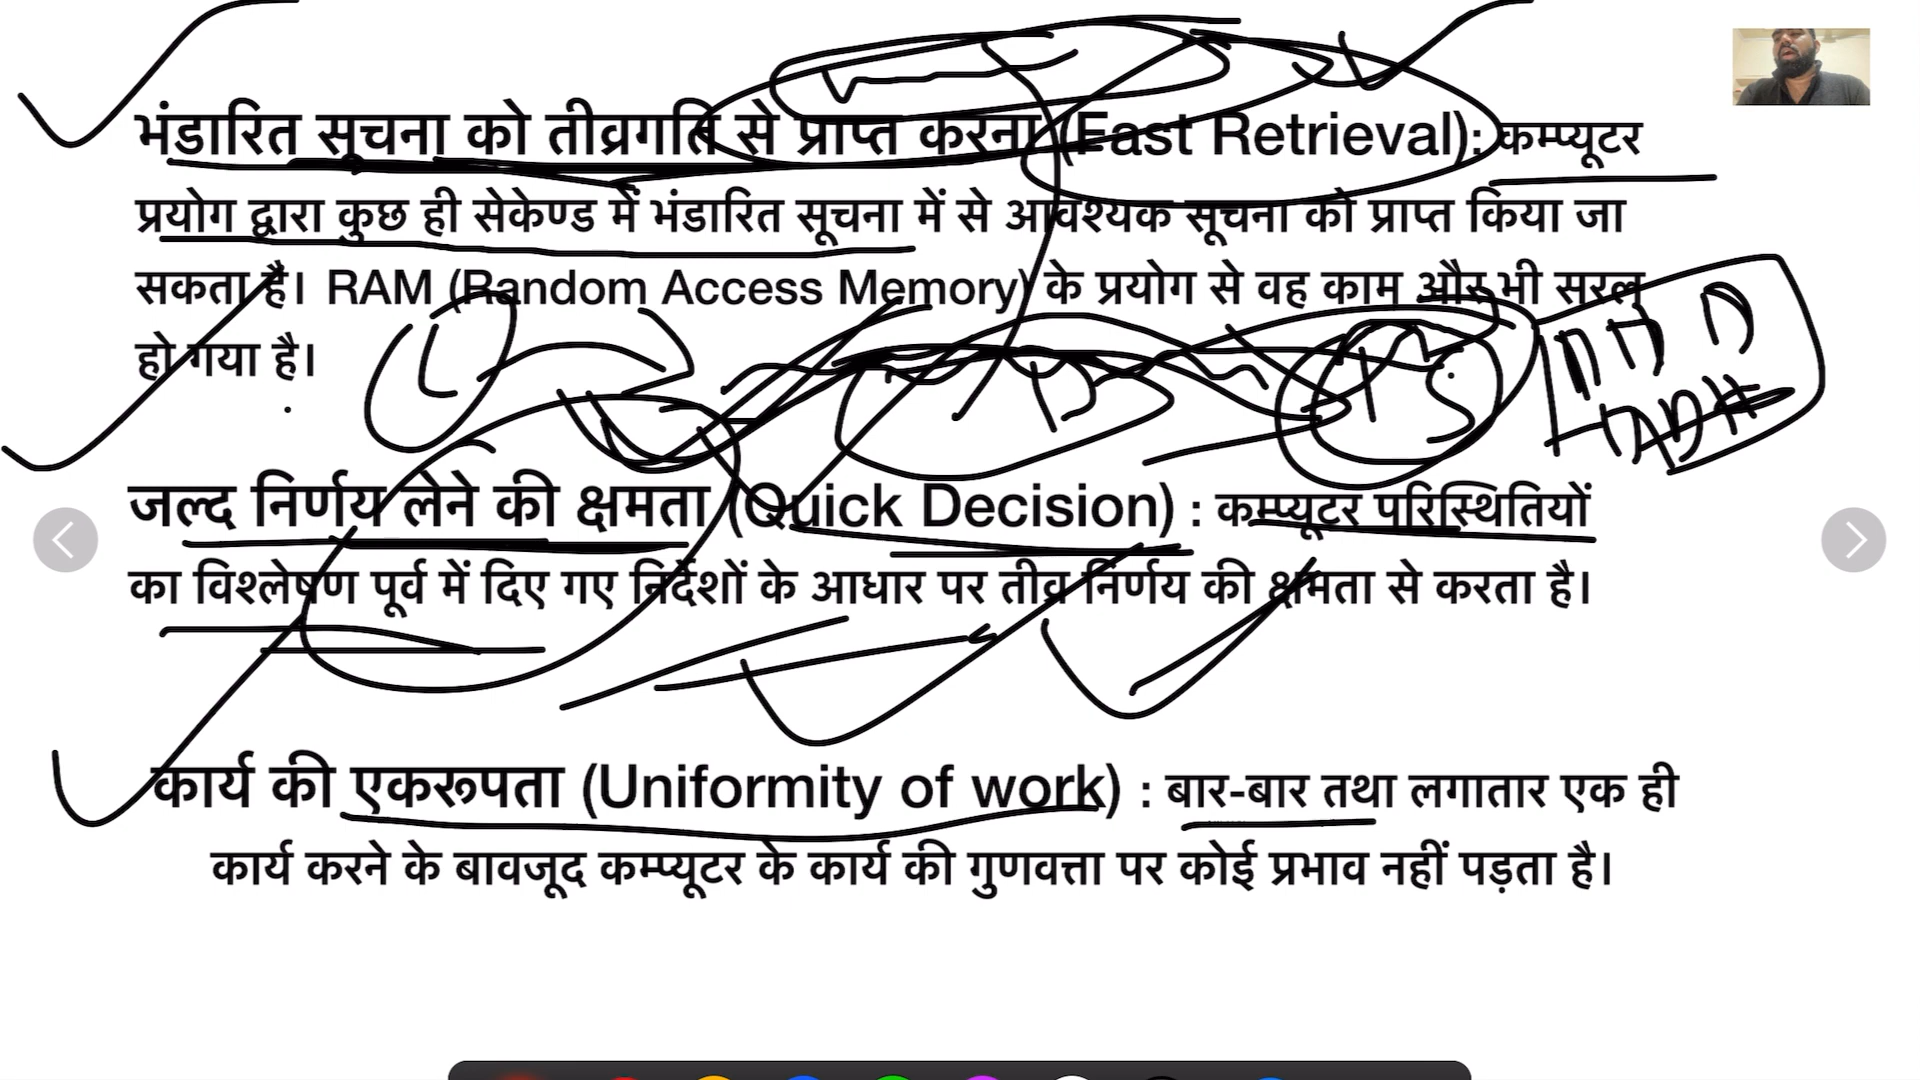 भंडारित सूचना को तीव्रगति से प्राप्त करना (Fast Retrieval): कम्प्यूटर
प्रयोग द्वारा कुछ ही सेकेण्ड में भंडारित सूचना में से आवश्यक सूचना को प्राप्त किया जा
सकता है। RAM (Random Access Memory) के प्रयोग से वह काम और भी सरल
हो गया है।
जल्द निर्णय लेने की क्षमता (Quick Decision) : कम्प्यूटर परिस्थितियों
का विश्लेषण पूर्व में दिए गए निर्देशों के आधार पर तीव्र निर्णय की क्षमता से करता है।
कार्य की एकरूपता (Uniformity of work) : बार-बार तथा लगातार एक ही
कार्य करने के बावजूद कम्प्यूटर के कार्य की गुणवत्ता पर कोई प्रभाव नहीं पड़ता है।